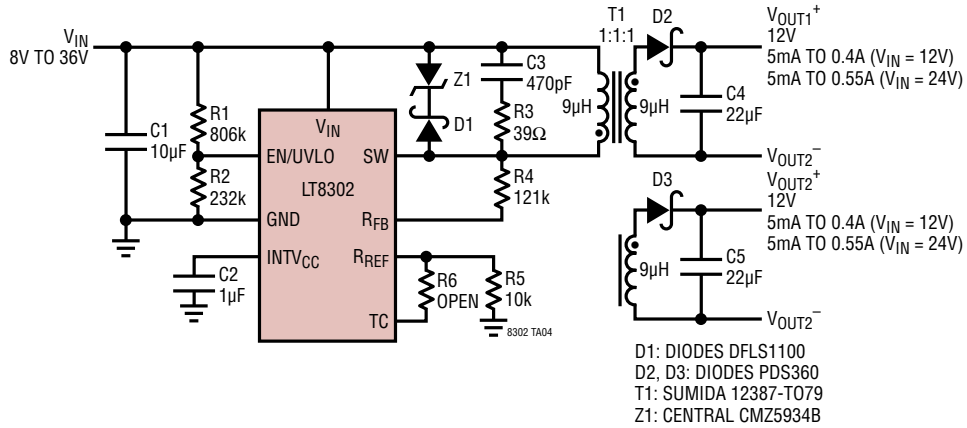 V_IN
8V TO 36V
C1
10µF
R1
806k
R2
232k
C2
1µF
V_IN
EN/UVLO
SW
LT8302
GND
R_FB
INTV_CC
R_REF
TC
Z1
D1
C3
470pF
R3
39Ω
R4
121k
R6
OPEN
R5
10k
8302 TA04
T1
1:1:1
9µH
9µH
D2
C4
22µF
V_OUT1+
12V
5mA TO 0.4A (V_IN = 12V)
5mA TO 0.55A (V_IN = 24V)
V_OUT2–
D3
9µH
C5
22µF
V_OUT2+
12V
5mA TO 0.4A (V_IN = 12V)
5mA TO 0.55A (V_IN = 24V)
V_OUT2–
D1: DIODES DFLS1100
D2, D3: DIODES PDS360
T1: SUMIDA 12387-TO79
Z1: CENTRAL CMZ5934B